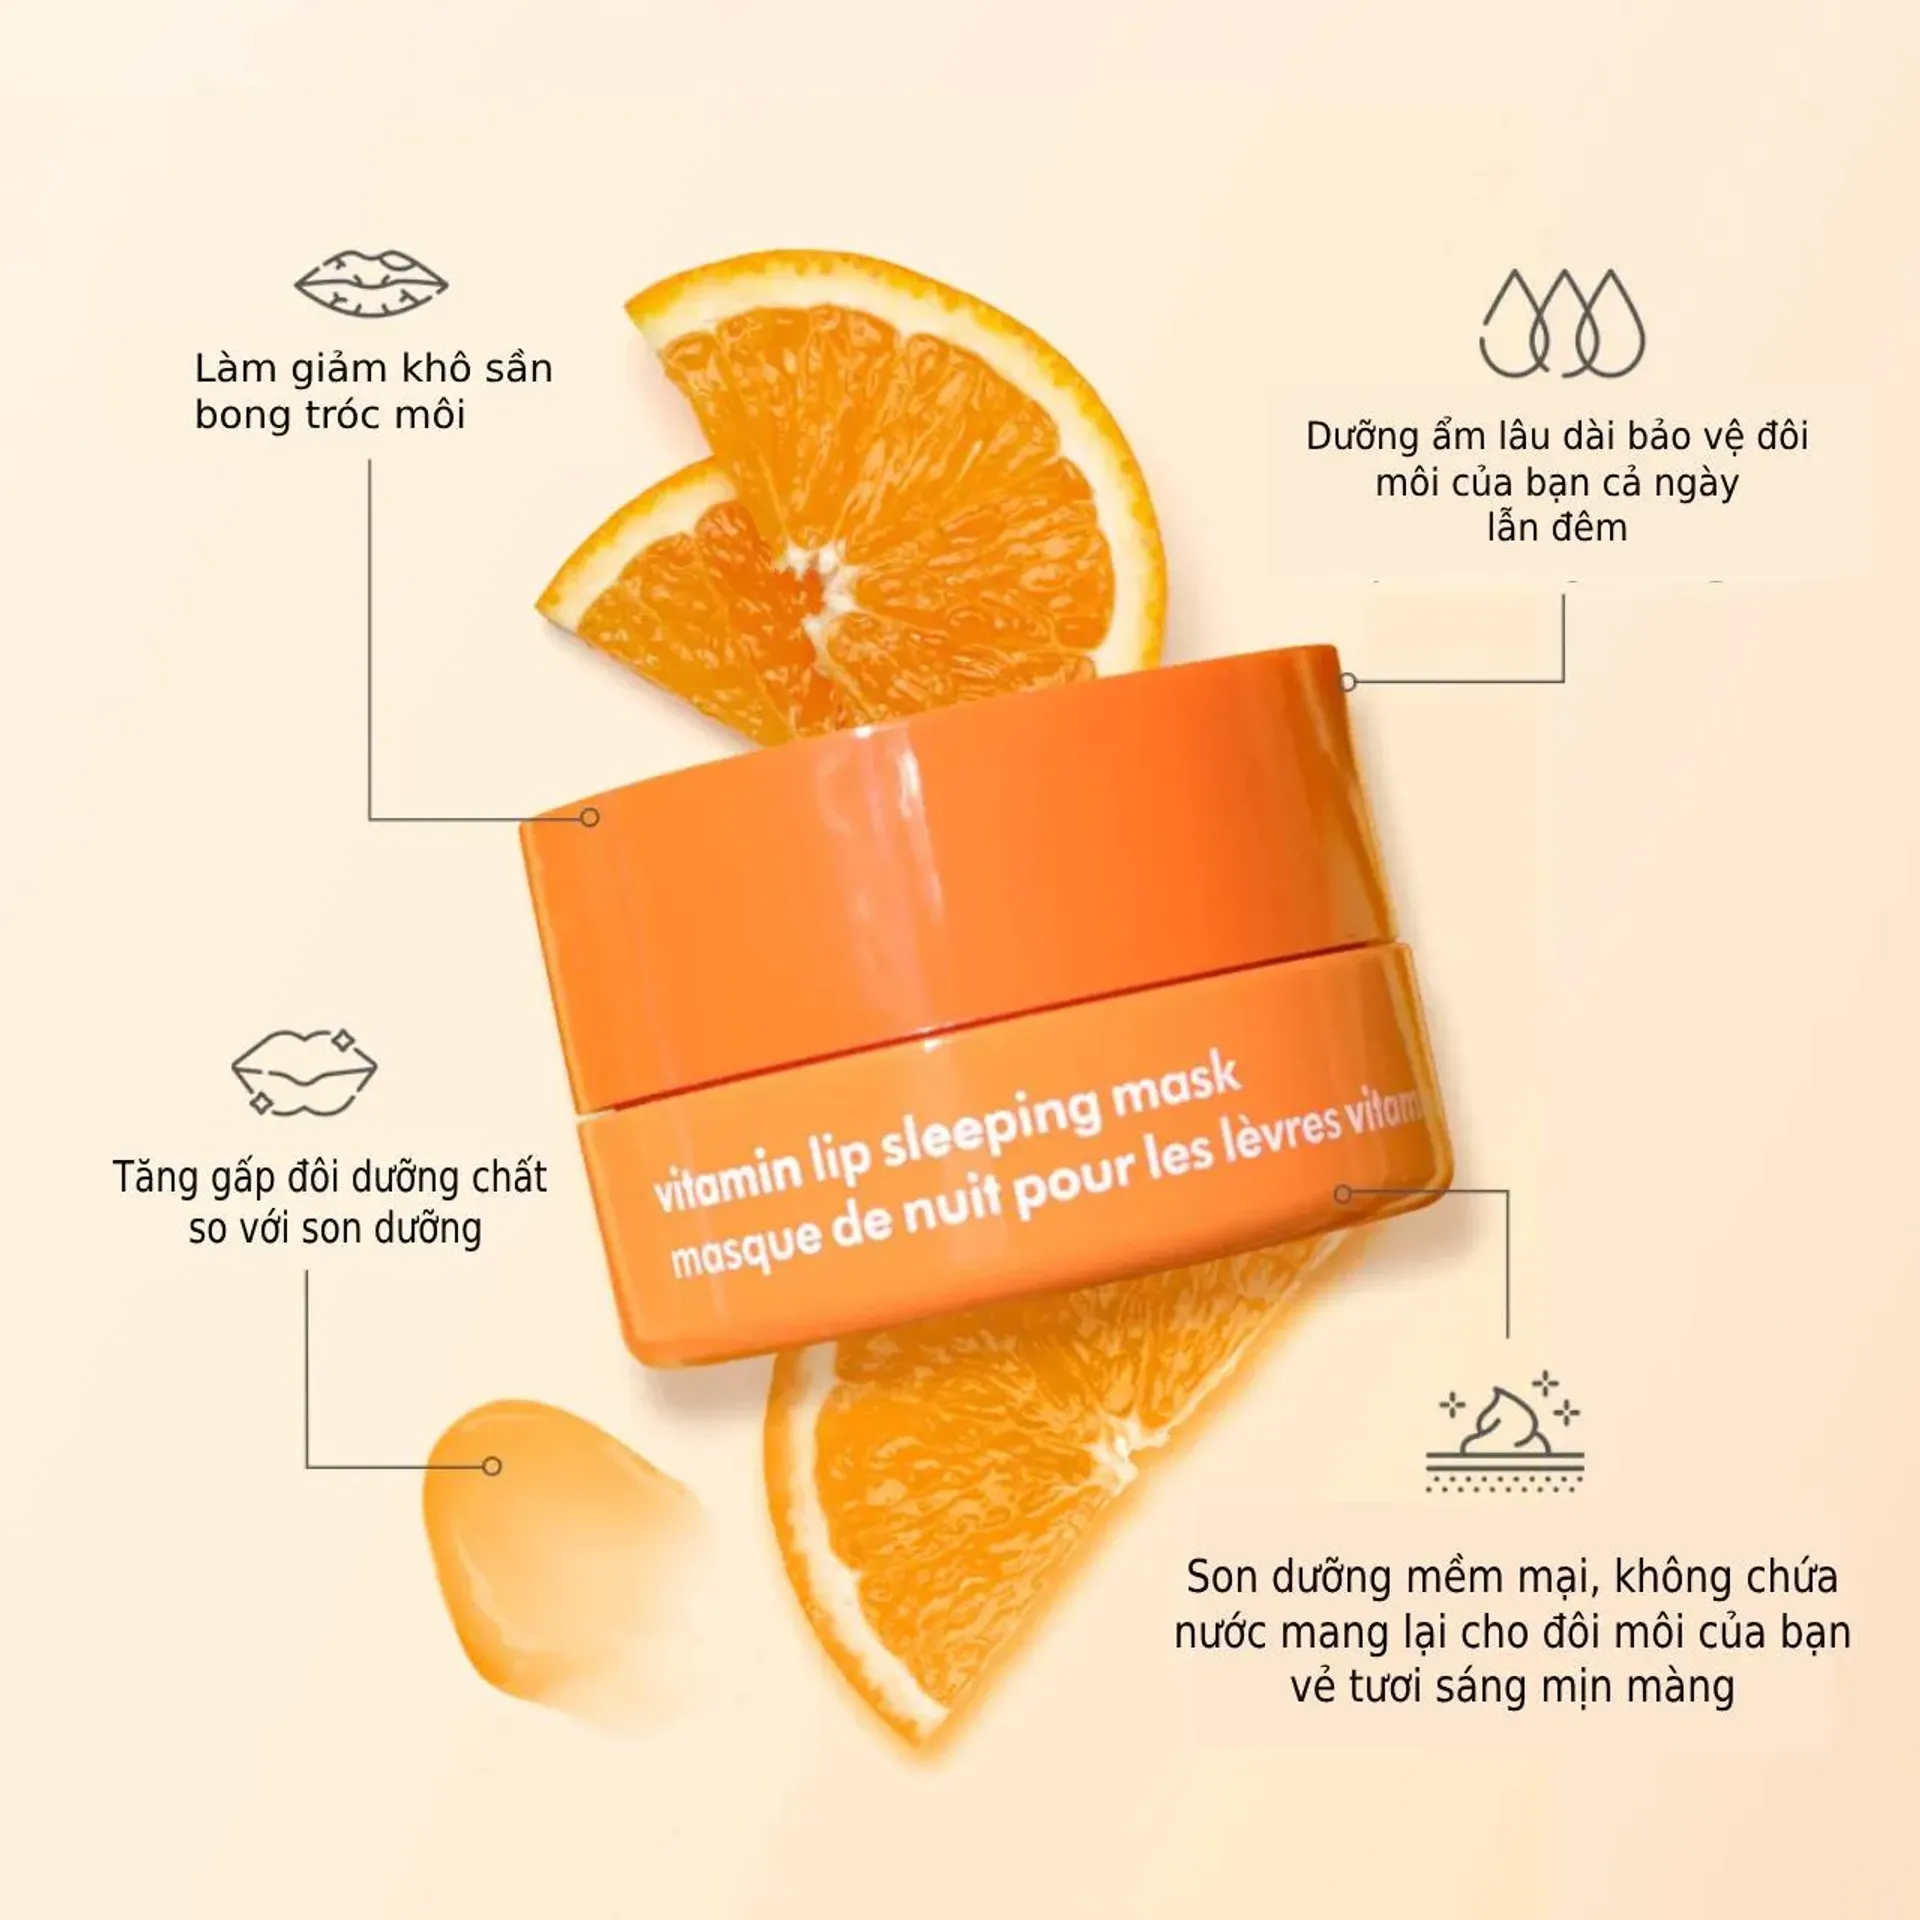 Làm giảm khô sần
bong tróc môi
Dưỡng ẩm lâu dài bảo vệ đôi
môi của bạn cả ngày
lẫn đêm
vitamin lip sleeping mask
masque de nuit pour les lèvres vitam
Tăng gấp đôi dưỡng chất
so với son dưỡng
Son dưỡng mềm mại, không chứa
nước mang lại cho đôi môi của bạn
vẻ tươi sáng mịn màng